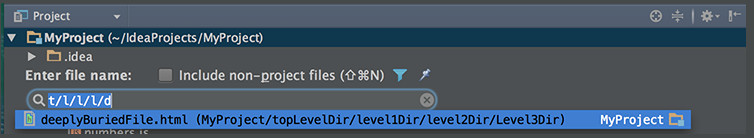 Project
MyProject (~/IdeaProjects/MyProject)
.idea
Enter file name: Include non-project files (⇧⌘N)
t/l/l/l/d
deeplyBuriedFile.html (MyProject/topLevelDir/level1Dir/level2Dir/Level3Dir) MyProject
numbers.js